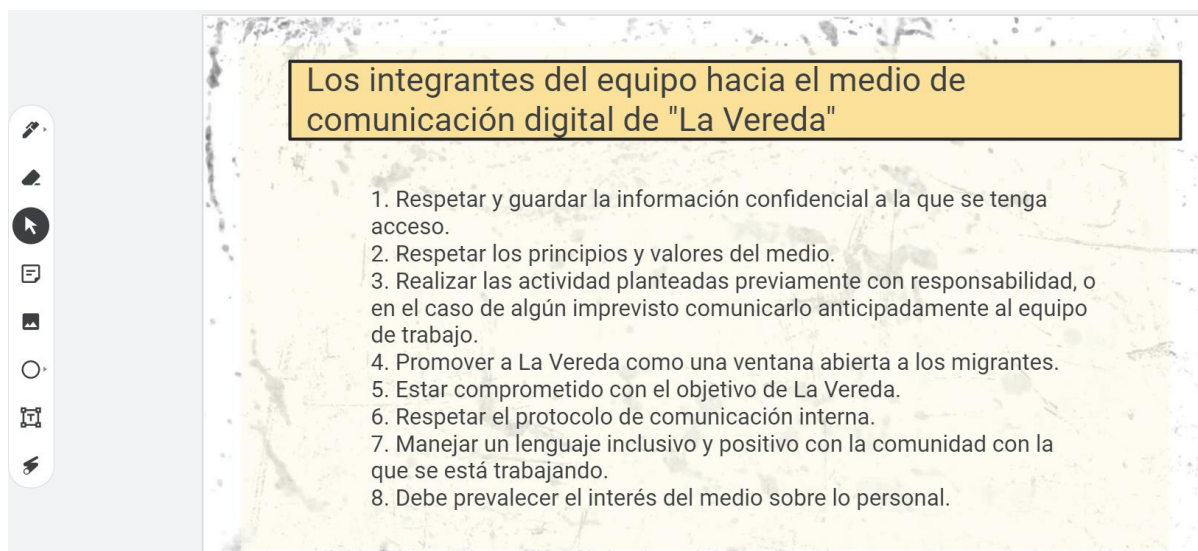 Los integrantes del equipo hacia el medio de
comunicación digital de "La Vereda"
1. Respetar y guardar la información confidencial a la que se tenga
acceso.
2. Respetar los principios y valores del medio.
3. Realizar las actividad planteadas previamente con responsabilidad, o
en el caso de algún imprevisto comunicarlo anticipadamente al equipo
de trabajo.
4. Promover a La Vereda como una ventana abierta a los migrantes.
5. Estar comprometido con el objetivo de La Vereda.
6. Respetar el protocolo de comunicación interna.
7. Manejar un lenguaje inclusivo y positivo con la comunidad con la
que se está trabajando.
8. Debe prevalecer el interés del medio sobre lo personal.